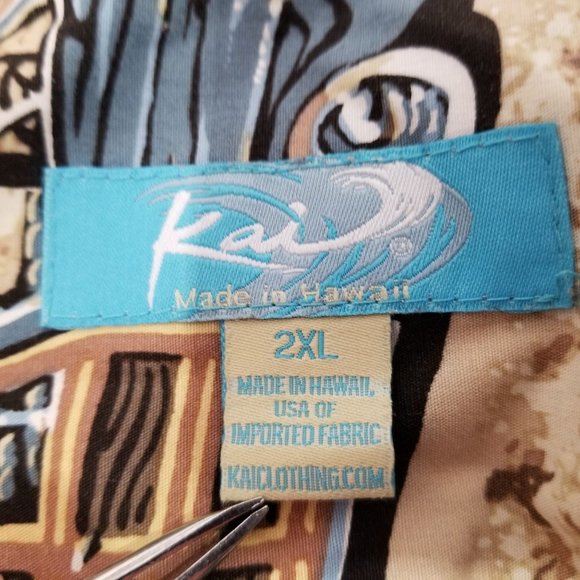 Kai ®
Made in Hawaii
2XL
MADE IN HAWAII,
USA OF
IMPORTED FABRIC
KAICLOTHING.COM